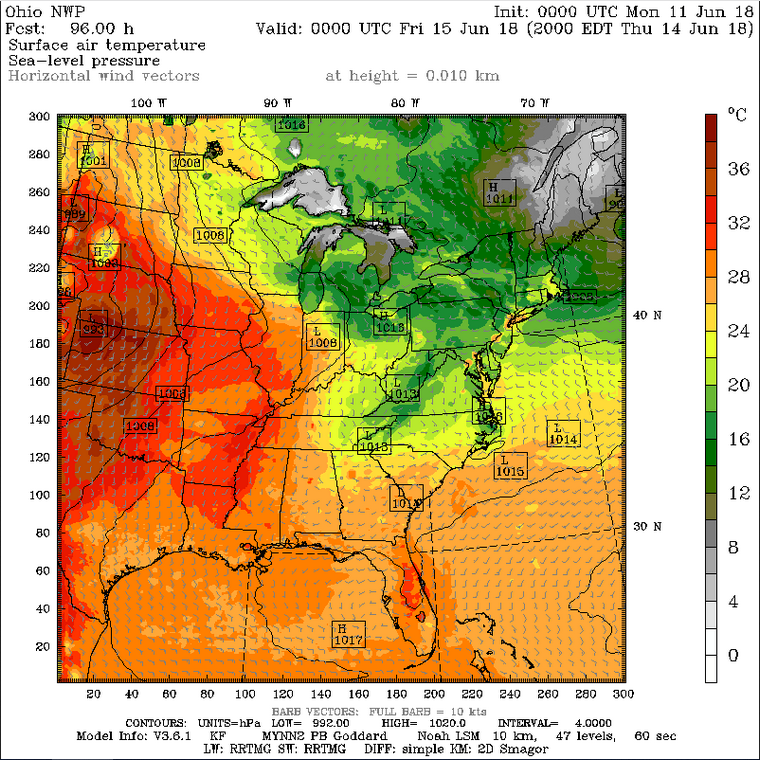 Ohio NWP Init: 0000 UTC Mon 11 Jun 18
Fcst: 96.00 h Valid: 0000 UTC Fri 15 Jun 18 (2000 EDT Thu 14 Jun 18)
Surface air temperature
Sea-level pressure
Horizontal wind vectors at height = 0.010 km
100 W 90 W 80 W 70 W
°C
300
280
260
240
220
200
180
160
140
120
100
80
60
40
20
1016
H
1001
1008
H
1011
L
989
L
1011
1008
H
1003
L
993
L
1008
H
1016
1008
L
1013
1008
L
1013
L
1014
L
1015
H
1017
40 N
30 N
36
32
28
24
20
16
12
8
4
0
20 40 60 80 100 120 140 160 180 200 220 240 260 280 300
BARB VECTORS: FULL BARB = 10 kts
CONTOURS: UNITS=hPa LOW= 992.00 HIGH= 1020.0 INTERVAL= 4.0000
Model Info: V3.6.1 KF MYNN2 PB Goddard Noah LSM 10 km, 47 levels, 60 sec
LW: RRTMG SW: RRTMG DIFF: simple KM: 2D Smagor